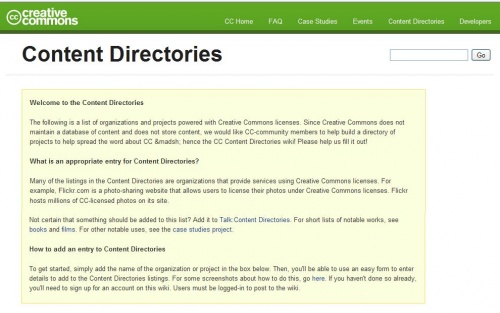 cc creative commons
CC Home FAQ Case Studies Events Content Directories Developers
Content Directories
Go
Welcome to the Content Directories
The following is a list of organizations and projects powered with Creative Commons licenses. Since Creative Commons does not
maintain a database of content and does not store content, we would like CC-community members to help build a directory of
projects to help spread the word about CC &madsh; hence the CC Content Directories wiki! Please help us fill it out!
What is an appropriate entry for Content Directories?
Many of the listings in the Content Directories are organizations that provide services using Creative Commons licenses. For
example, Flickr.com is a photo-sharing website that allows users to license their photos under Creative Commons licenses. Flickr
hosts millions of CC-licensed photos on its site.
Not certain that something should be added to this list? Add it to Talk:Content Directories. For short lists of notable works, see
books and films. For other notable uses, see the case studies project.
How to add an entry to Content Directories
To get started, simply add the name of the organization or project in the box below. Then, you'll be able to use an easy form to enter
details to add to the Content Directories listings. For some screenshots about how to do this, go here. If you haven't done so already,
you'll need to sign up for an account on this wiki. Users must be logged-in to post to the wiki.